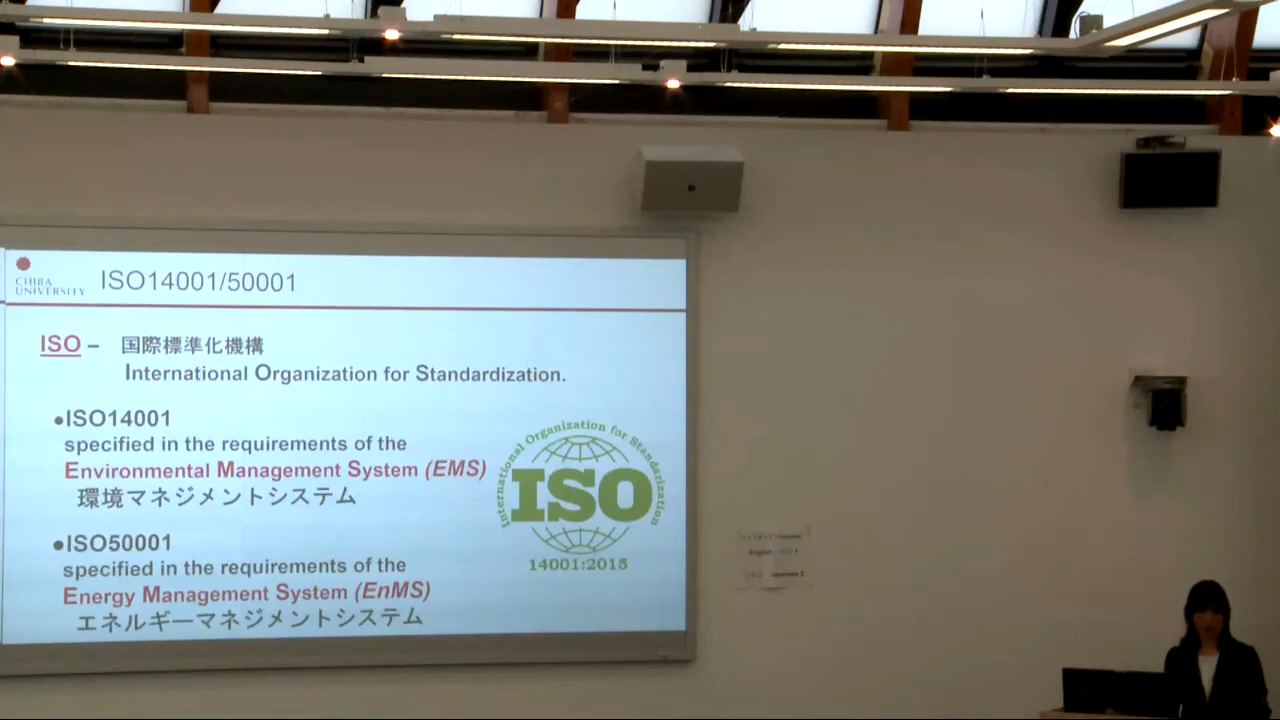 CHIBA
UNIVERSITY
ISO14001/50001
ISO – 国際標準化機構
International Organization for Standardization.
●ISO14001
specified in the requirements of the
Environmental Management System (EMS)
環境マネジメントシステム
●ISO50001
specified in the requirements of the
Energy Management System (EnMS)
エネルギーマネジメントシステム
International Organization for Standardization
ISO
14001:2015
English
Japanese 2